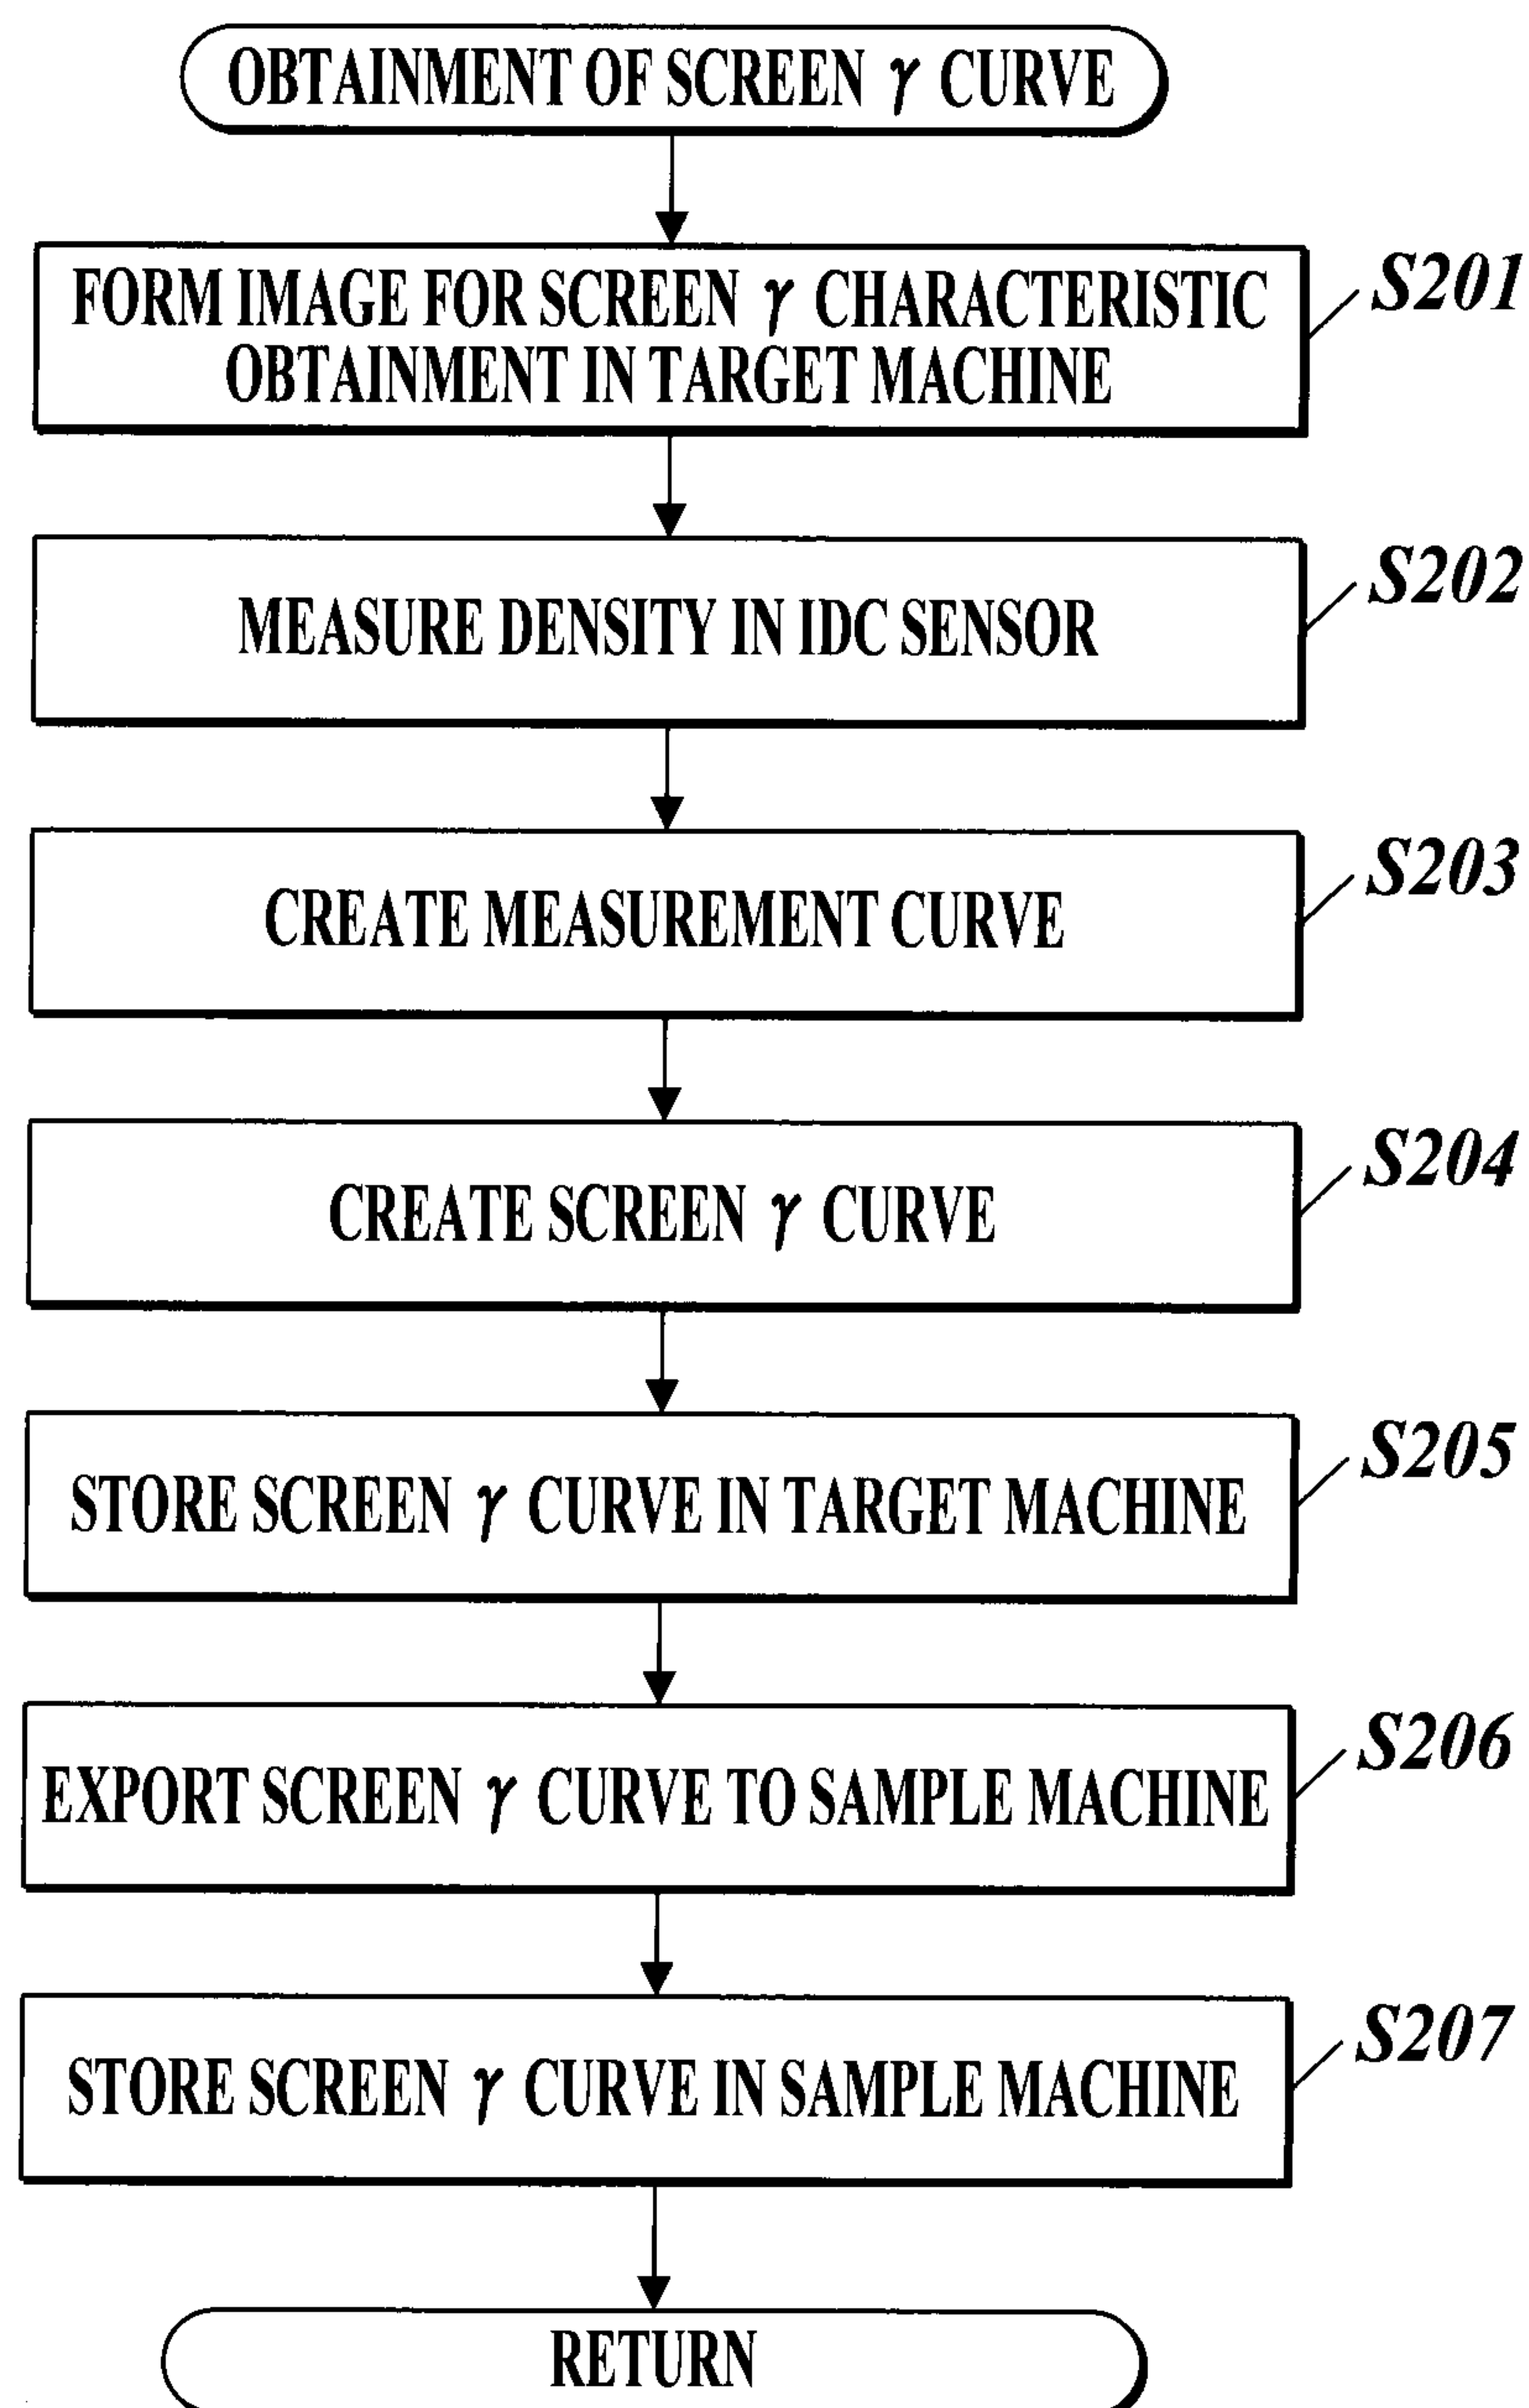 OBTAINMENT OF SCREEN γ CURVE
FORM IMAGE FOR SCREEN γ CHARACTERISTIC
OBTAINMENT IN TARGET MACHINE
S201
MEASURE DENSITY IN IDC SENSOR
S202
CREATE MEASUREMENT CURVE
S203
CREATE SCREEN γ CURVE
S204
STORE SCREEN γ CURVE IN TARGET MACHINE
S205
EXPORT SCREEN γ CURVE TO SAMPLE MACHINE
S206
STORE SCREEN γ CURVE IN SAMPLE MACHINE
S207
RETURN